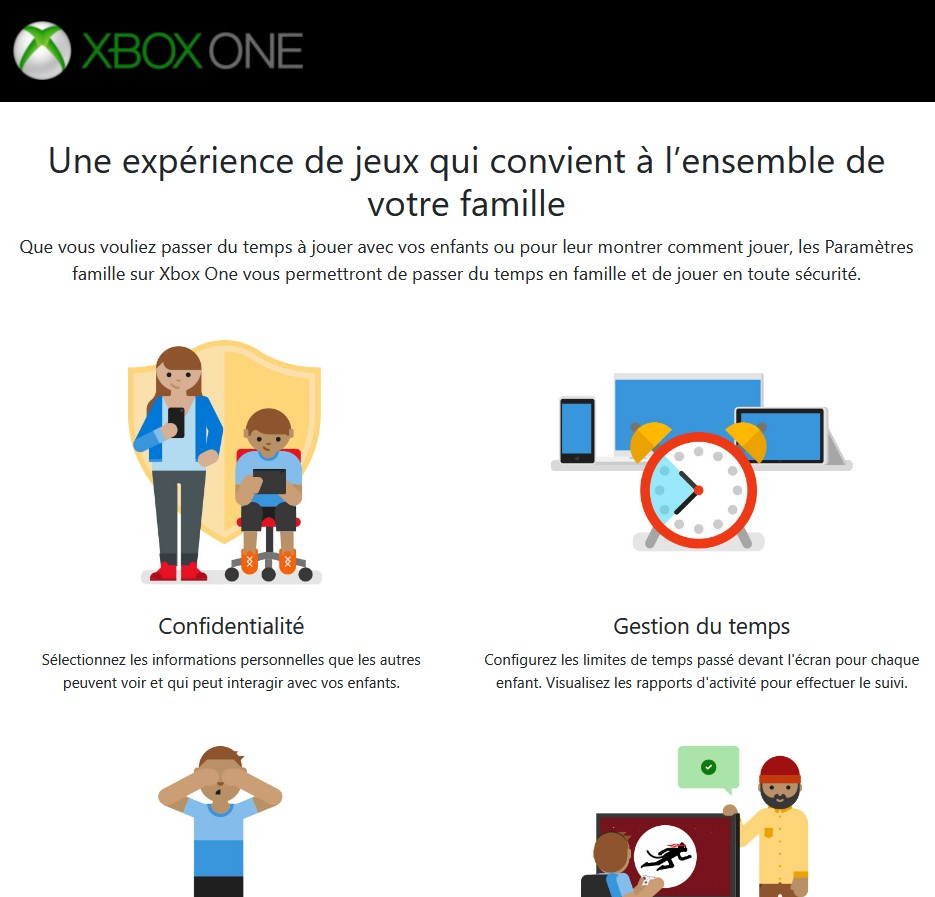 XBOX ONE
Une expérience de jeux qui convient à l’ensemble de
votre famille
Que vous vouliez passer du temps à jouer avec vos enfants ou pour leur montrer comment jouer, les Paramètres
famille sur Xbox One vous permettront de passer du temps en famille et de jouer en toute sécurité.
Confidentialité
Sélectionnez les informations personnelles que les autres
peuvent voir et qui peut interagir avec vos enfants.
Gestion du temps
Configurez les limites de temps passé devant l'écran pour chaque
enfant. Visualisez les rapports d'activité pour effectuer le suivi.